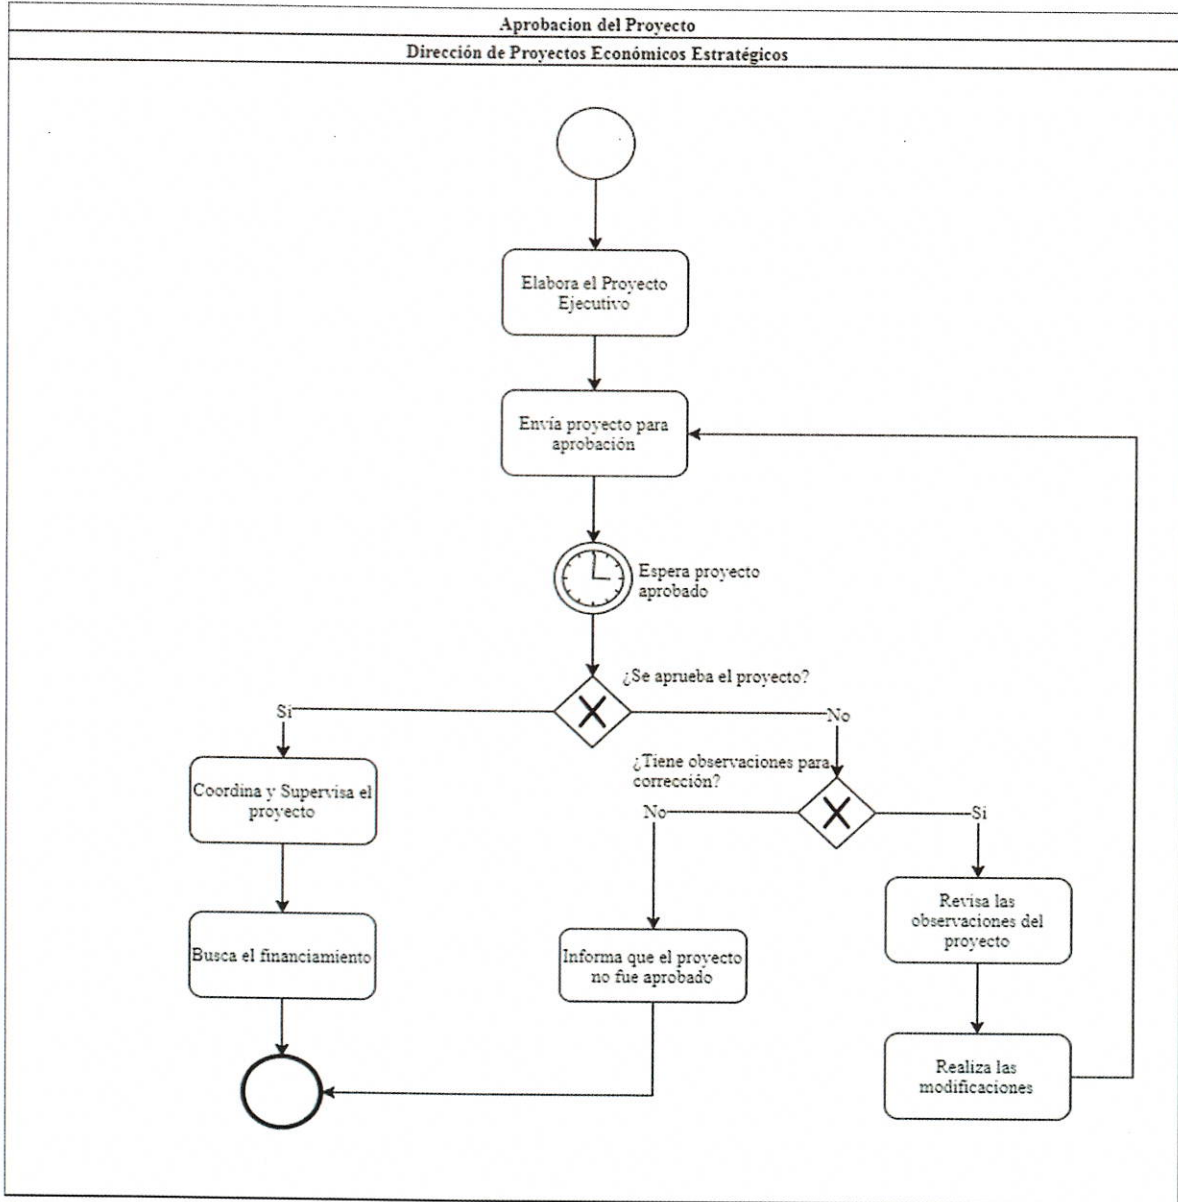 Aprobacion del Proyecto
Dirección de Proyectos Económicos Estratégicos
Elabora el Proyecto
Ejecutivo
Envía proyecto para
aprobación
Espera proyecto
aprobado
¿Se aprueba el proyecto?
Si
No
¿Tiene observaciones para
corrección?
Coordina y Supervisa el
proyecto
No
Si
Revisa las
observaciones del
proyecto
Busca el financiamiento
Informa que el proyecto
no fue aprobado
Realiza las
modificaciones